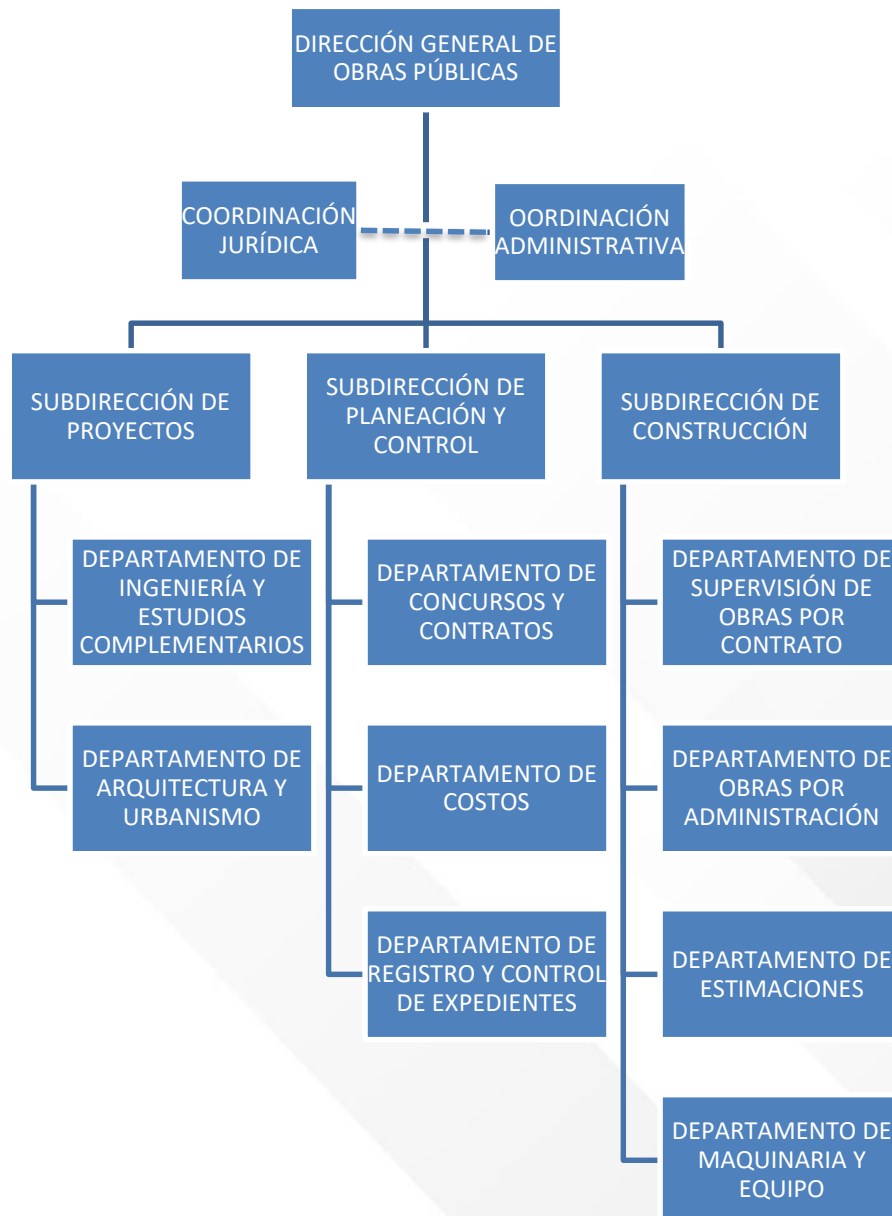 DIRECCIÓN GENERAL DE
OBRAS PÚBLICAS
COORDINACIÓN
JURÍDICA
OORDINACIÓN
ADMINISTRATIVA
SUBDIRECCIÓN DE
PROYECTOS
SUBDIRECCIÓN DE
PLANEACIÓN Y
CONTROL
SUBDIRECCIÓN DE
CONSTRUCCIÓN
DEPARTAMENTO DE
INGENIERÍA Y
ESTUDIOS
COMPLEMENTARIOS
DEPARTAMENTO DE
CONCURSOS Y
CONTRATOS
DEPARTAMENTO DE
SUPERVISIÓN DE
OBRAS POR
CONTRATO
DEPARTAMENTO DE
ARQUITECTURA Y
URBANISMO
DEPARTAMENTO DE
COSTOS
DEPARTAMENTO DE
OBRAS POR
ADMINISTRACIÓN
DEPARTAMENTO DE
REGISTRO Y CONTROL
DE EXPEDIENTES
DEPARTAMENTO DE
ESTIMACIONES
DEPARTAMENTO DE
MAQUINARIA Y
EQUIPO